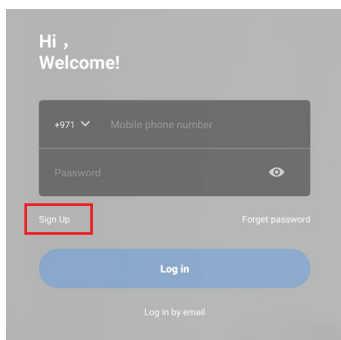 Hi ,
Welcome!
+971 Mobile phone number
Password
Sign Up Forget password
Log in
Log in by email